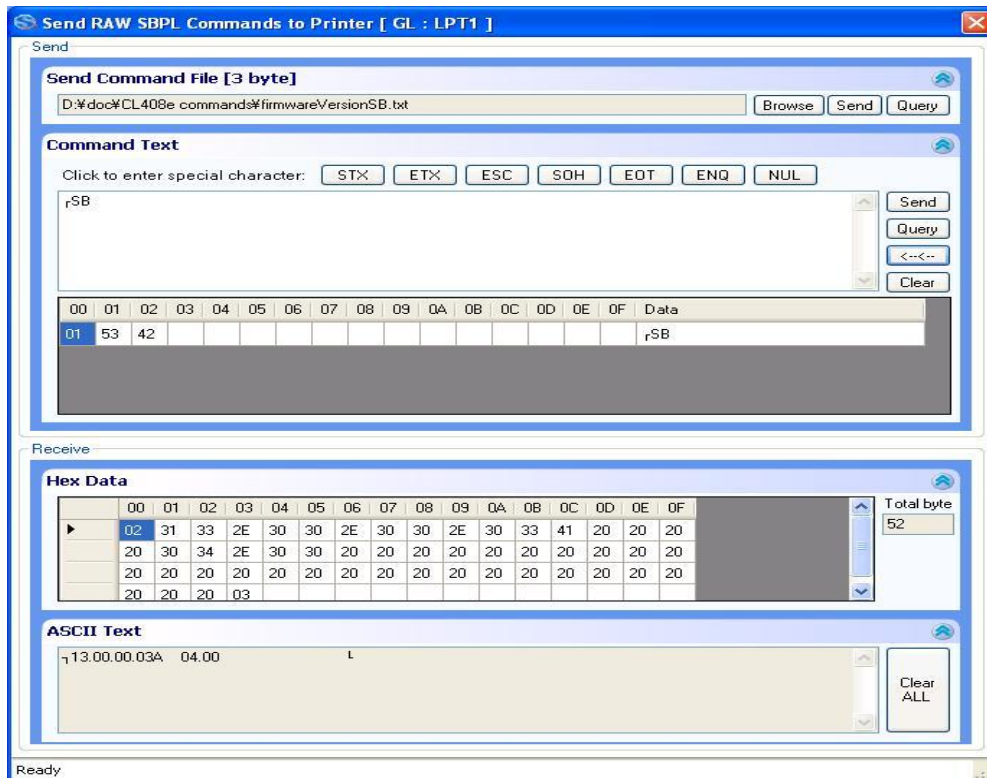 Send RAW SBPL Commands to Printer [ GL : LPT1 ]
Send
Send Command File [3 byte]
D:¥doc¥CL408e commands¥firmwareVersionSB.txt Browse Send Query
Command Text
Click to enter special character: STX ETX ESC SOH EOT ENQ NUL
┌SB Send
Query
<--<--
Clear
00 01 02 03 04 05 06 07 08 09 0A 0B 0C 0D 0E 0F Data
01 53 42 ┌SB
Receive
Hex Data
00 01 02 03 04 05 06 07 08 09 0A 0B 0C 0D 0E 0F Total byte
02 31 33 2E 30 30 2E 30 30 2E 30 33 41 20 20 20 52
20 30 34 2E 30 30 20 20 20 20 20 20 20 20 20 20
20 20 20 20 20 20 20 20 20 20 20 20 20 20 20 20
20 20 20 03
ASCII Text
┐13.00.00.03A 04.00 └
Clear ALL
Ready